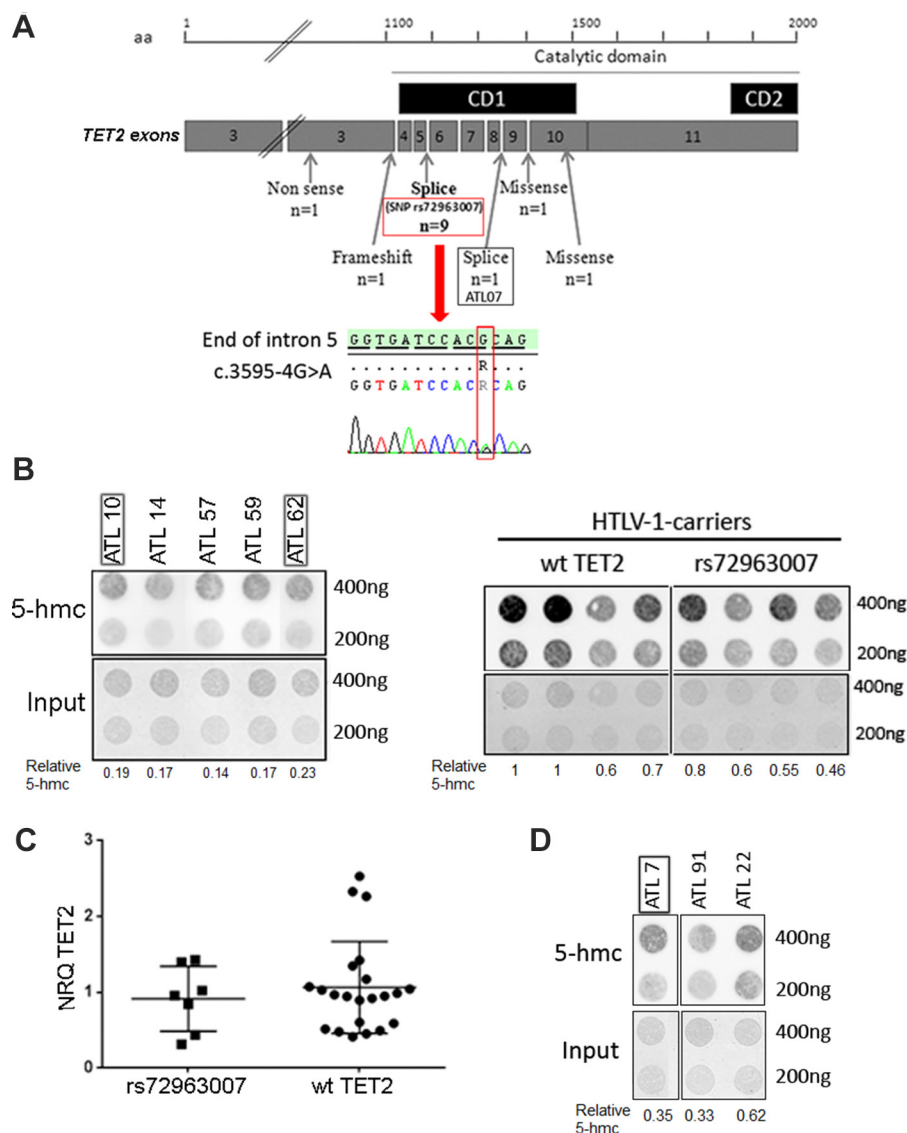 A
aa
1 1100 1500 2000
Catalytic domain
CD1 CD2
TET2 exons 3 3 4 5 6 7 8 9 10 11
Non sense
n=1
Splice
(SNP rs72963007)
n=9
Missense
n=1
Frameshift
n=1
Splice
n=1
ATL07
Missense
n=1
End of intron 5 GGTGATCCACGCAG
c.3595-4G>A . . . . . . . . . . R . . .
GGTGATCCACRCAG
B
ATL 10 ATL 14 ATL 57 ATL 59 ATL 62
5-hmc 400ng
200ng
Input 400ng
200ng
Relative
5-hmc 0.19 0.17 0.14 0.17 0.23
HTLV-1-carriers
wt TET2 rs72963007
400ng
200ng
400ng
200ng
Relative
5-hmc 1 1 0.6 0.7 0.8 0.6 0.55 0.46
C
NRQ TET2
3
2
1
0
rs72963007 wt TET2
D
ATL 7 ATL 91 ATL 22
5-hmc 400ng
200ng
Input 400ng
200ng
Relative
5-hmc 0.35 0.33 0.62